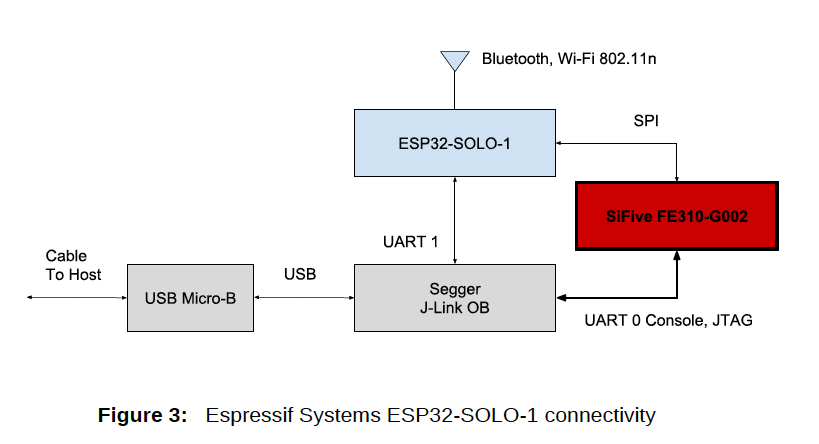 Bluetooth, Wi-Fi 802.11n
ESP32-SOLO-1
SPI
SiFive FE310-G002
UART 1
Cable
To Host
USB Micro-B
USB
Segger
J-Link OB
UART 0 Console, JTAG
Figure 3: Espressif Systems ESP32-SOLO-1 connectivity